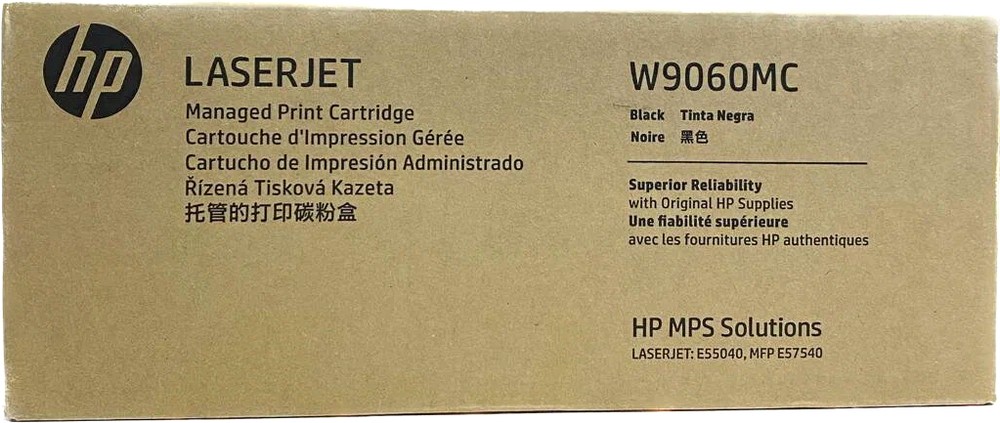 hp
LASERJET
Managed Print Cartridge
Cartouche d'Impression Gérée
Cartucho de Impresión Administrado
Řízená Tisková Kazeta
托管的打印碳粉盒
W9060MC
Black Tinta Negra
Noire 黑色
Superior Reliability
with Original HP Supplies
Une fiabilité supérieure
avec les fournitures HP authentiques
HP MPS Solutions
LASERJET: E55040, MFP E57540